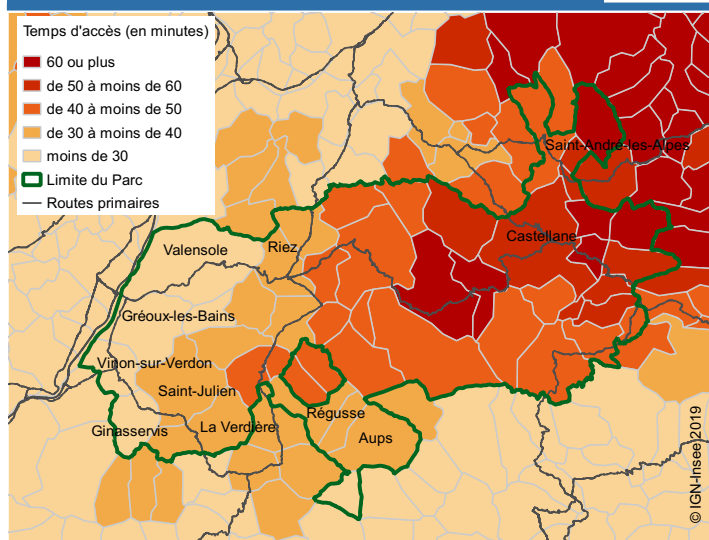 Temps d'accès (en minutes)
60 ou plus
de 50 à moins de 60
de 40 à moins de 50
de 30 à moins de 40
moins de 30
Limite du Parc
Routes primaires
Saint-André-les-Alpes
Castellane
Valensole
Riez
Gréoux-les-Bains
Vinon-sur-Verdon
Saint-Julien
Ginasservis
La Verdière
Régusse
Aups
© IGN-Insee 2019